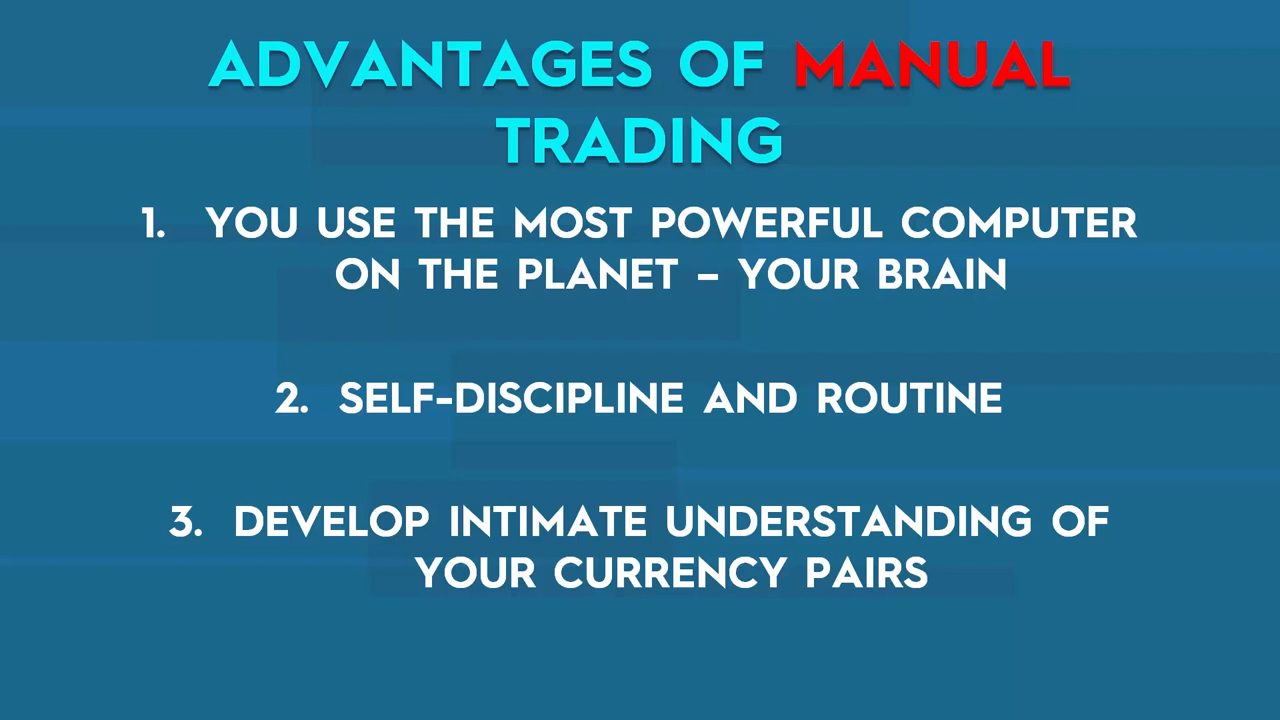 ADVANTAGES OF MANUAL
TRADING
1. YOU USE THE MOST POWERFUL COMPUTER
ON THE PLANET – YOUR BRAIN
2. SELF-DISCIPLINE AND ROUTINE
3. DEVELOP INTIMATE UNDERSTANDING OF
YOUR CURRENCY PAIRS